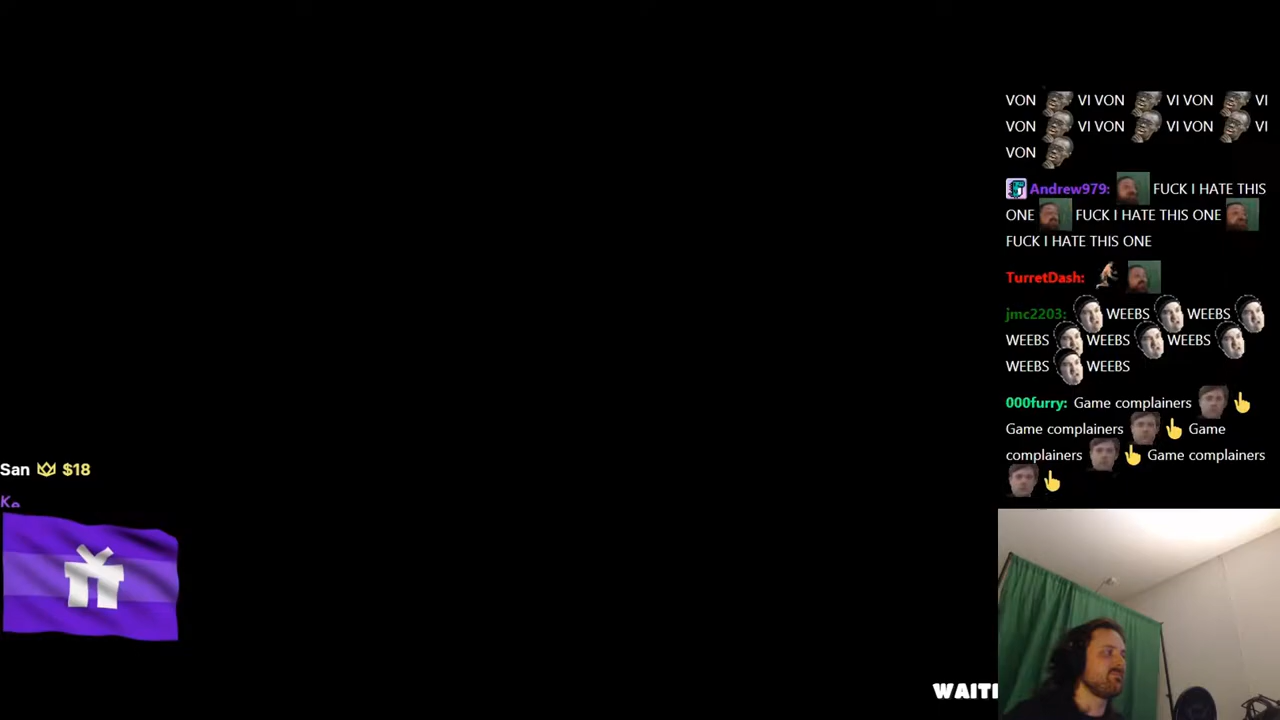 VON VI VON VI VON VI
VON VI VON VI VON VI
VON
Andrew979: FUCK I HATE THIS
ONE FUCK I HATE THIS ONE
FUCK I HATE THIS ONE
TurretDash:
jmc2203: WEEBS WEEBS
WEEBS WEEBS WEEBS
WEEBS WEEBS
000furry: Game complainers
Game complainers Game
complainers Game complainers
San $18
Ke
WAITI